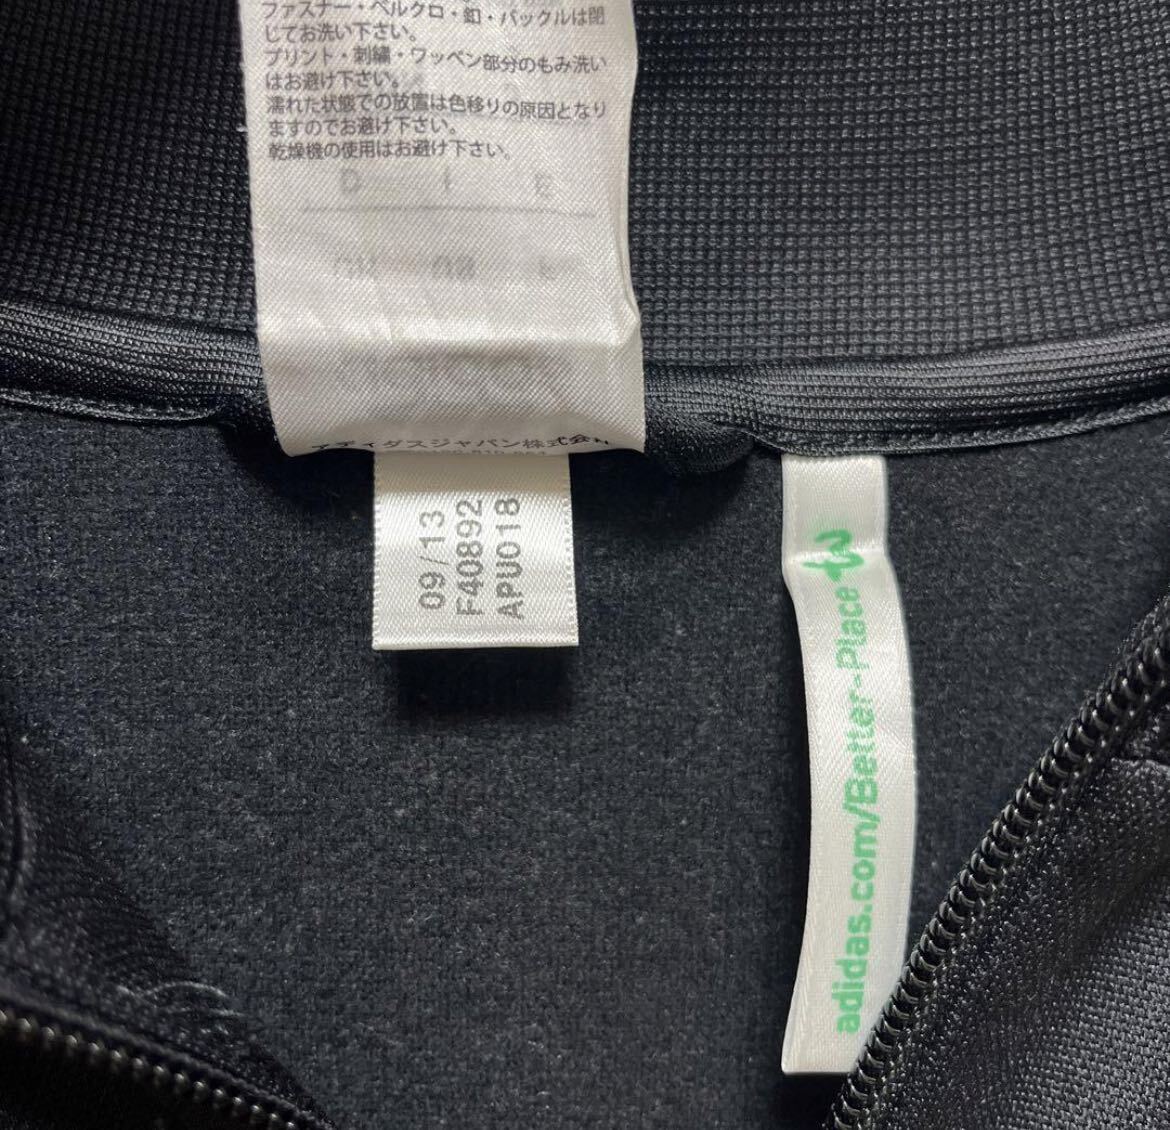 ファスナー・ベルクロ・釦・バックルは閉
じてお洗い下さい。
プリント・刺繍・ワッペン部分のもみ洗い
はお避け下さい。
濡れた状態での放置は色移りの原因となり
ますのでお避け下さい。
乾燥機の使用はお避け下さい。
アディダスジャパン株式会社
09/13
F40892
APU018
adidas.com/Better-Place